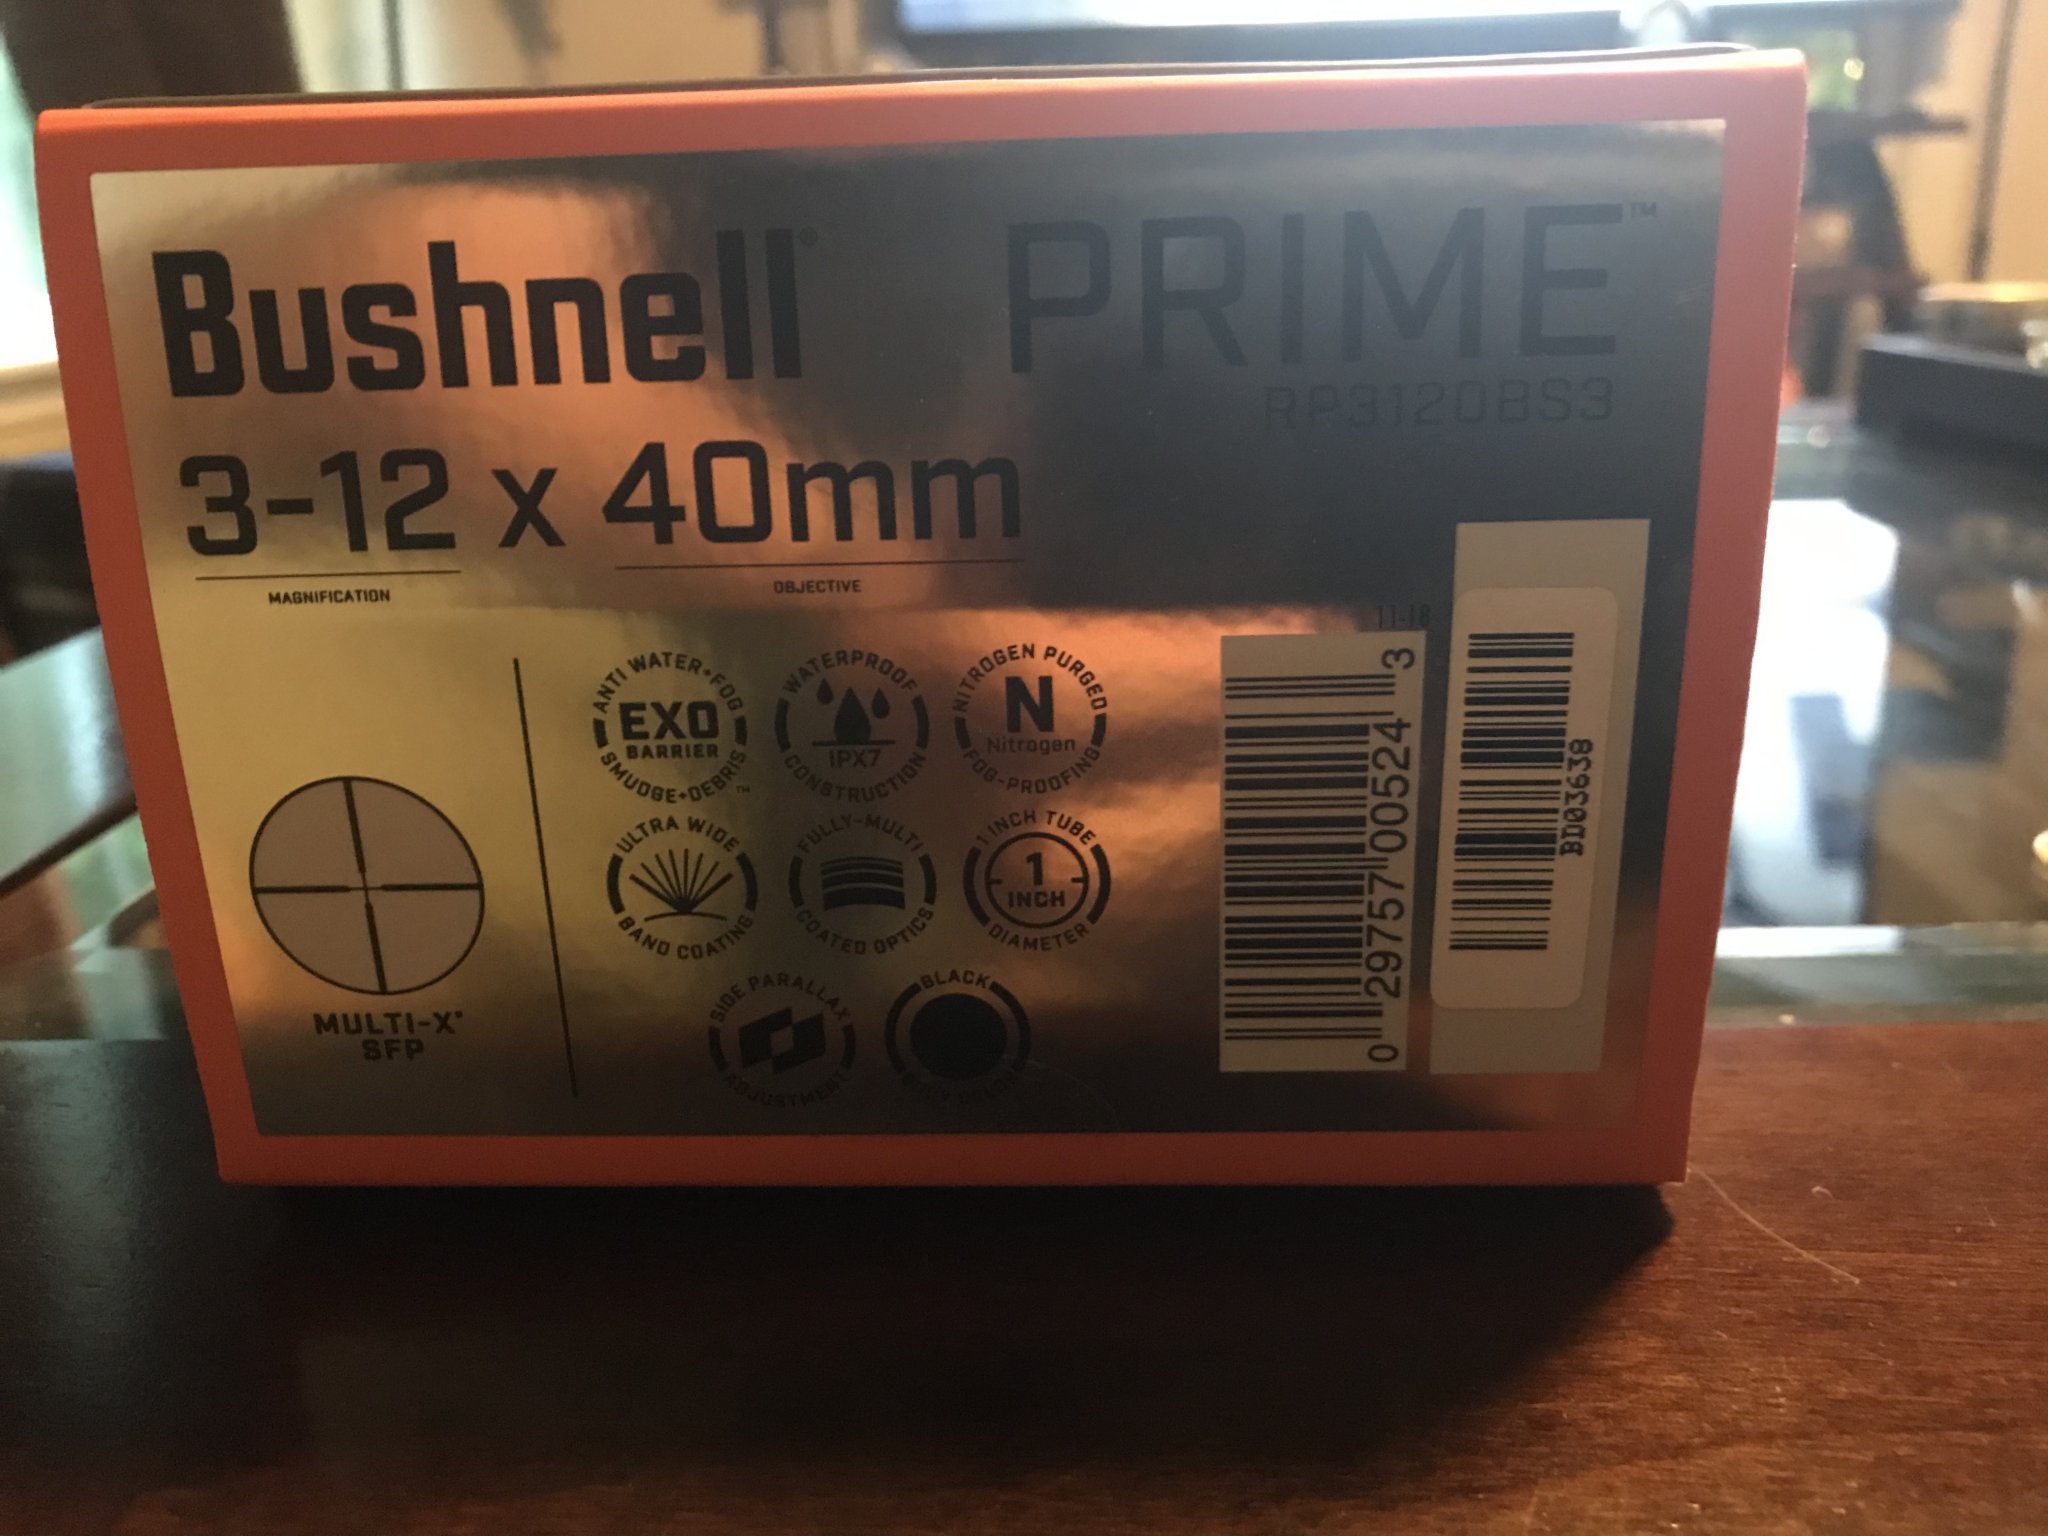 Bushnell® PRIME™
RP3120BS3
3-12 x 40mm
MAGNIFICATION
OBJECTIVE
ANTI WATER+FOG
EXO
BARRIER
SMUDGE+DEBRIS™
WATERPROOF
IPX7
CONSTRUCTION
NITROGEN PURGED
N
Nitrogen
FOG-PROOFING
ULTRA WIDE
BAND COATING
FULLY-MULTI
COATED OPTICS
1 INCH TUBE
1
INCH
DIAMETER
SIDE PARALLAX
ADJUSTMENT
BLACK
MULTI-X®
SFP
11-18
0 29757 00524 3
BD03638